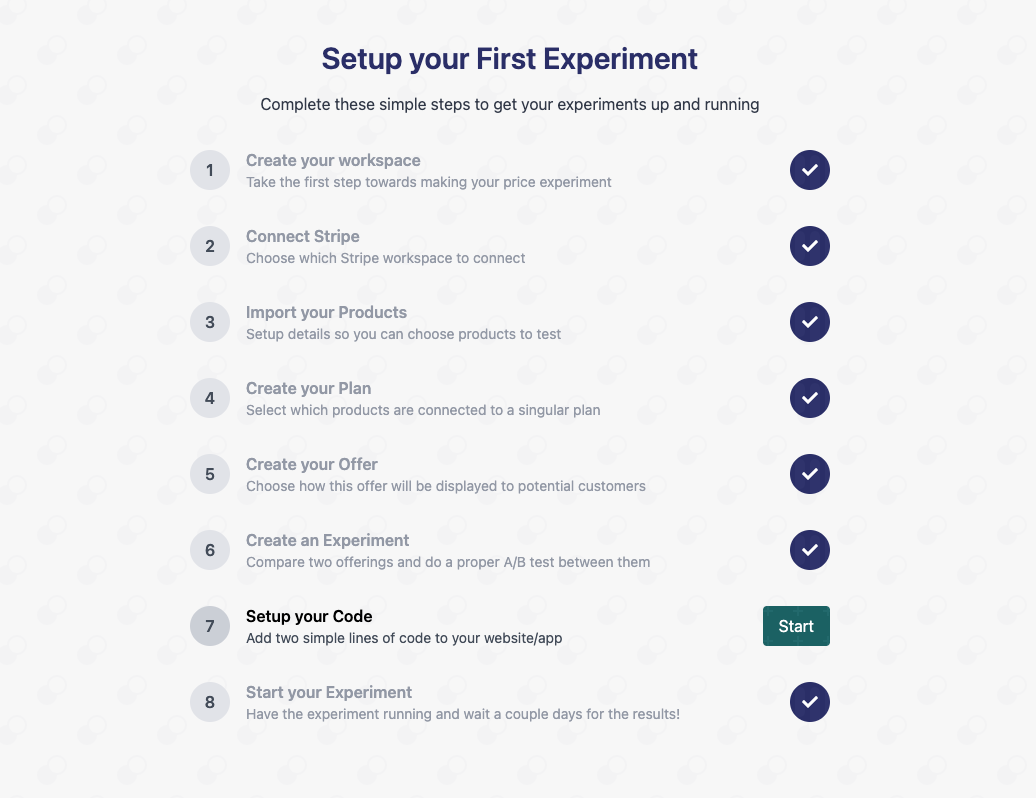 Setup your First Experiment
Complete these simple steps to get your experiments up and running
1
Create your workspace
Take the first step towards making your price experiment
2
Connect Stripe
Choose which Stripe workspace to connect
3
Import your Products
Setup details so you can choose products to test
4
Create your Plan
Select which products are connected to a singular plan
5
Create your Offer
Choose how this offer will be displayed to potential customers
6
Create an Experiment
Compare two offerings and do a proper A/B test between them
7
Setup your Code
Add two simple lines of code to your website/app
Start
8
Start your Experiment
Have the experiment running and wait a couple days for the results!